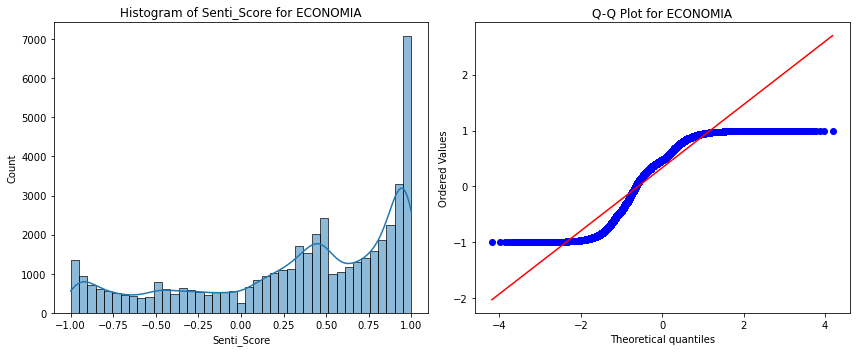 Histogram of Senti_Score for ECONOMIA
7000
6000
5000
4000
3000
2000
1000
0
Count
−1.00 −0.75 −0.50 −0.25 0.00 0.25 0.50 0.75 1.00
Senti_Score
Q-Q Plot for ECONOMIA
2
1
0
−1
−2
Ordered Values
−4 −2 0 2 4
Theoretical quantiles